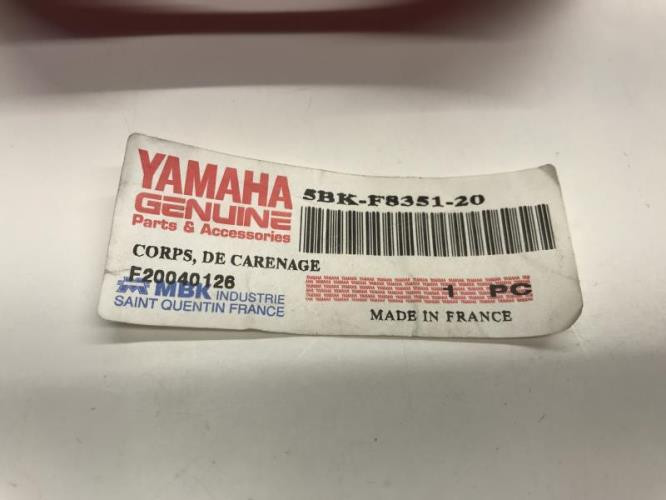 YAMAHA
GENUINE
Parts & Accessories
5BK-F8351-20
CORPS, DE CARENAGE
F20040126
MBK INDUSTRIE
SAINT QUENTIN FRANCE
1 PC
MADE IN FRANCE